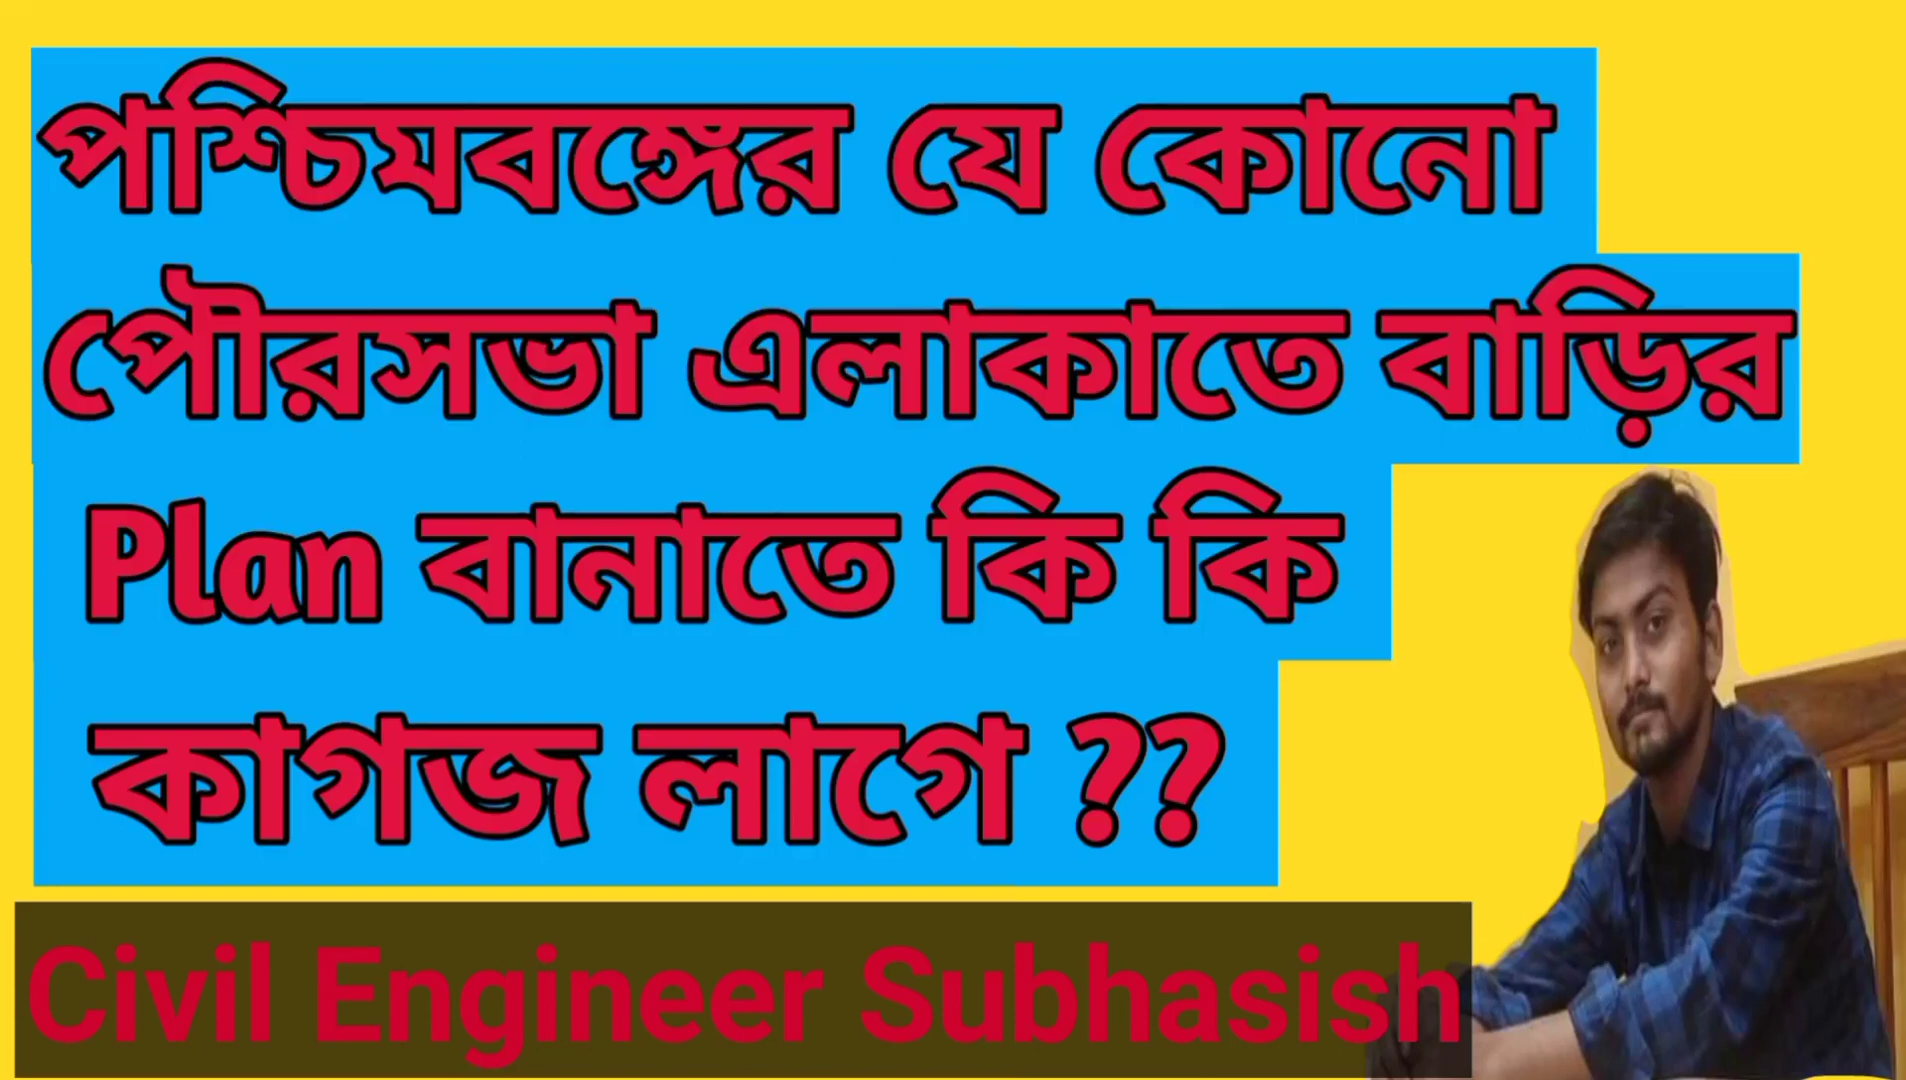 পশ্চিমবঙ্গের যে কোনো
পৌরসভা এলাকাতে বাড়ির
Plan বানাতে কি কি
কাগজ লাগে ??
Civil Engineer Subhasish